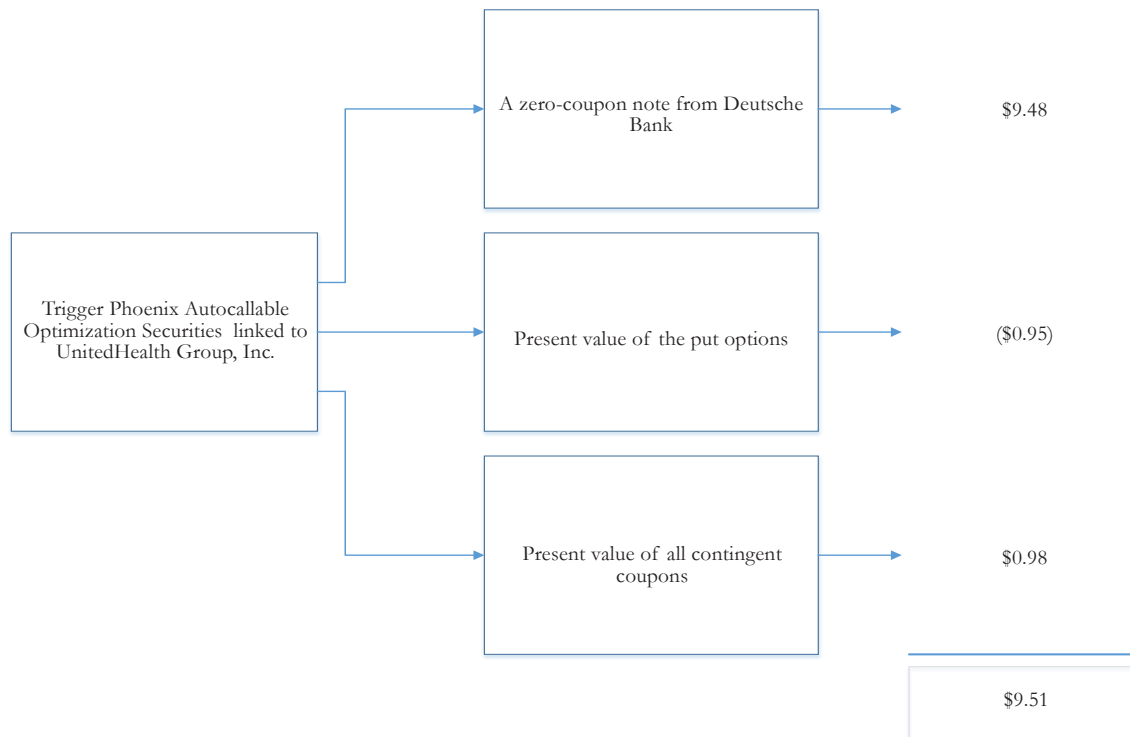 A zero-coupon note from Deutsche
Bank
$9.48
Trigger Phoenix Autocallable
Optimization Securities linked to
UnitedHealth Group, Inc.
Present value of the put options
($0.95)
Present value of all contingent
coupons
$0.98
$9.51